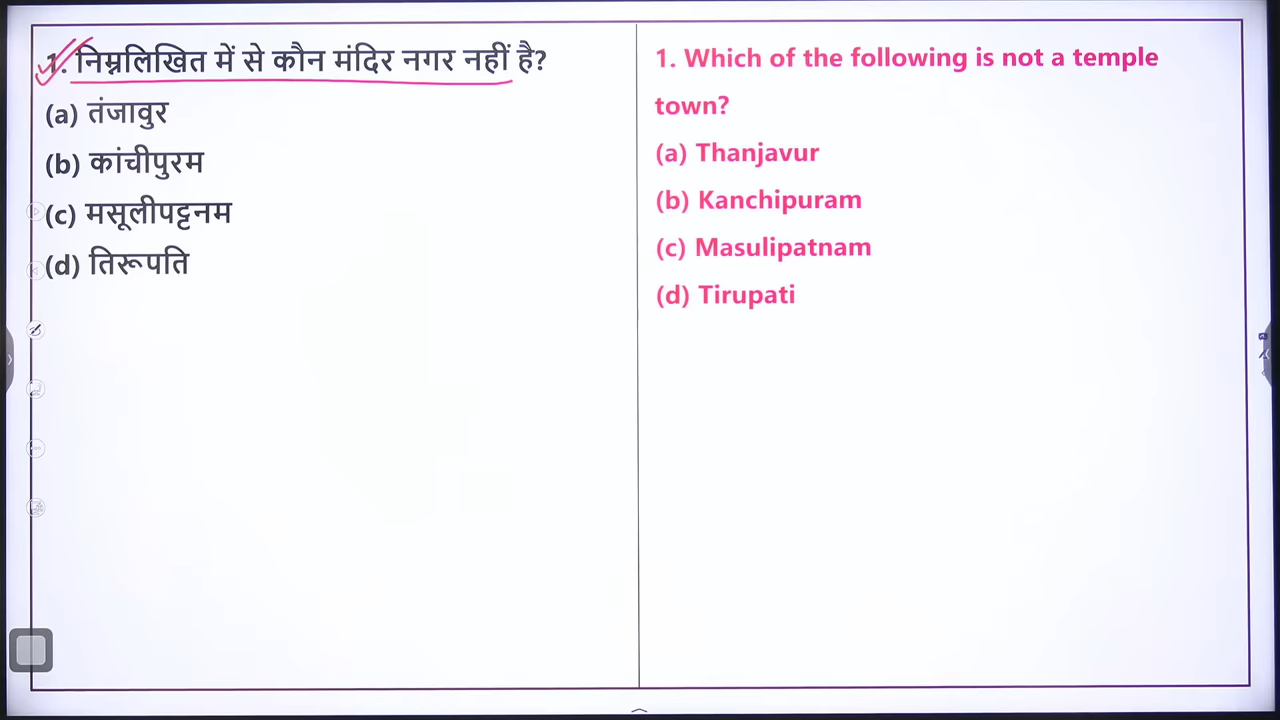 1. निम्नलिखित में से कौन मंदिर नगर नहीं है?
(a) तंजावुर
(b) कांचीपुरम
(c) मसूलीपट्टनम
(d) तिरूपति
1. Which of the following is not a temple
town?
(a) Thanjavur
(b) Kanchipuram
(c) Masulipatnam
(d) Tirupati